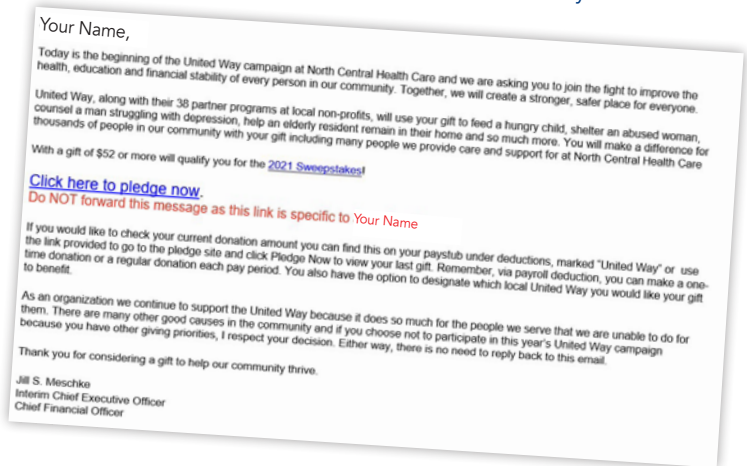 Your Name,
Today is the beginning of the United Way campaign at North Central Health Care and we are asking you to join the fight to improve the
health, education and financial stability of every person in our community. Together, we will create a stronger, safer place for everyone.
United Way, along with their 38 partner programs at local non-profits, will use your gift to feed a hungry child, shelter an abused woman,
counsel a man struggling with depression, help an elderly resident remain in their home and so much more. You will make a difference for
thousands of people in our community with your gift including many people we provide care and support for at North Central Health Care
With a gift of $52 or more will qualify you for the 2021 Sweepstakes!
Click here to pledge now.
Do NOT forward this message as this link is specific to Your Name
If you would like to check your current donation amount you can find this on your paystub under deductions, marked "United Way" or use
the link provided to go to the pledge site and click Pledge Now to view your last gift. Remember, via payroll deduction, you can make a one-
time donation or a regular donation each pay period. You also have the option to designate which local United Way you would like your gift
to benefit.
As an organization we continue to support the United Way because it does so much for the people we serve that we are unable to do for
them. There are many other good causes in the community and if you choose not to participate in this year's United Way campaign
because you have other giving priorities, I respect your decision. Either way, there is no need to reply back to this email.
Thank you for considering a gift to help our community thrive.
Jill S. Meschke
Interim Chief Executive Officer
Chief Financial Officer